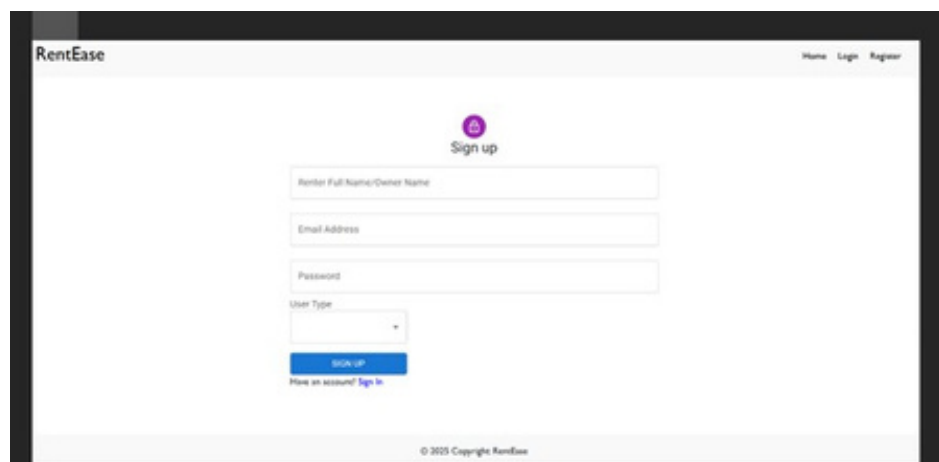 RentEase
Home Login Register
Sign up
Renter Full Name/Owner Name
Email Address
Password
User Type
SIGN UP
Have an account? Sign In
© 2025 Copyright RentEase